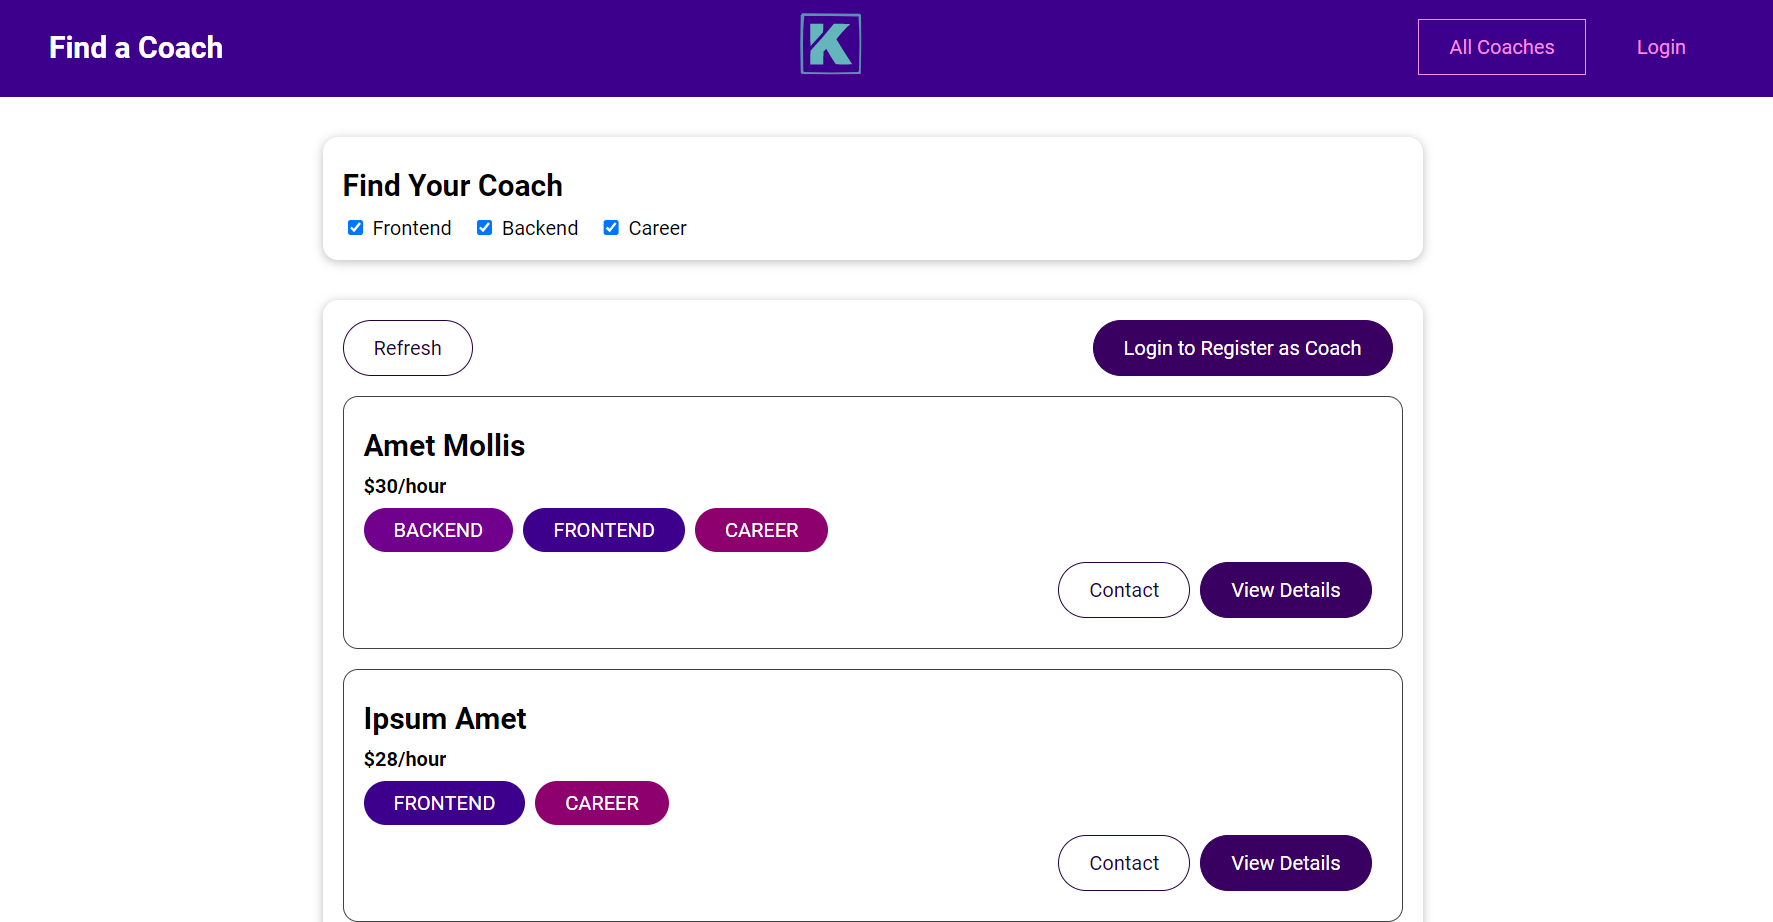 Find a Coach
K
All Coaches
Login
Find Your Coach
Frontend
Backend
Career
Refresh
Login to Register as Coach
Amet Mollis
$30/hour
BACKEND
FRONTEND
CAREER
Contact
View Details
Ipsum Amet
$28/hour
FRONTEND
CAREER
Contact
View Details